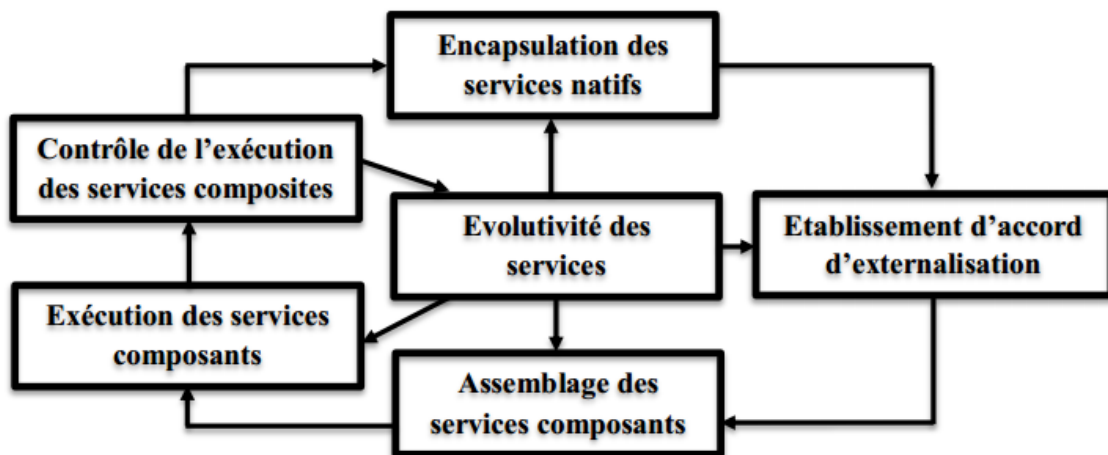 Encapsulation des
services natifs
Contrôle de l’exécution
des services composites
Evolutivité des
services
Etablissement d’accord
d’externalisation
Exécution des services
composants
Assemblage des
services composants